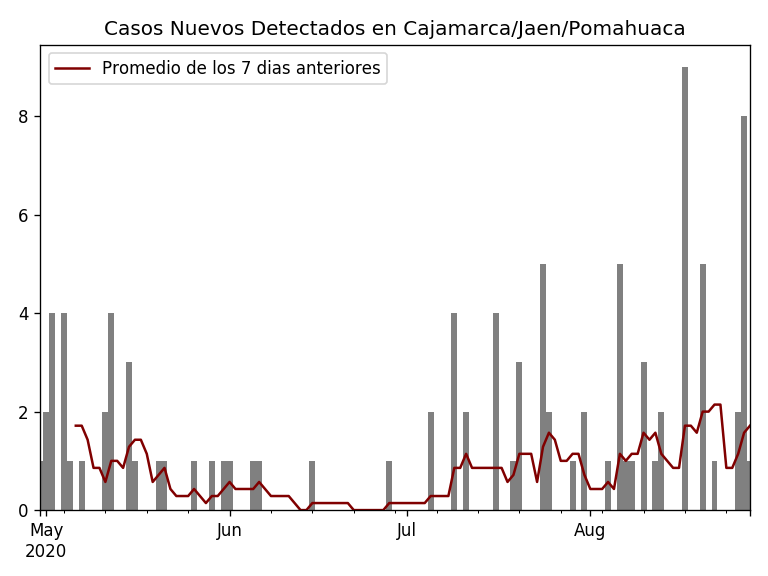 Casos Nuevos Detectados en Cajamarca/Jaen/Pomahuaca
Promedio de los 7 dias anteriores
8
6
4
2
0
May
2020
Jun
Jul
Aug